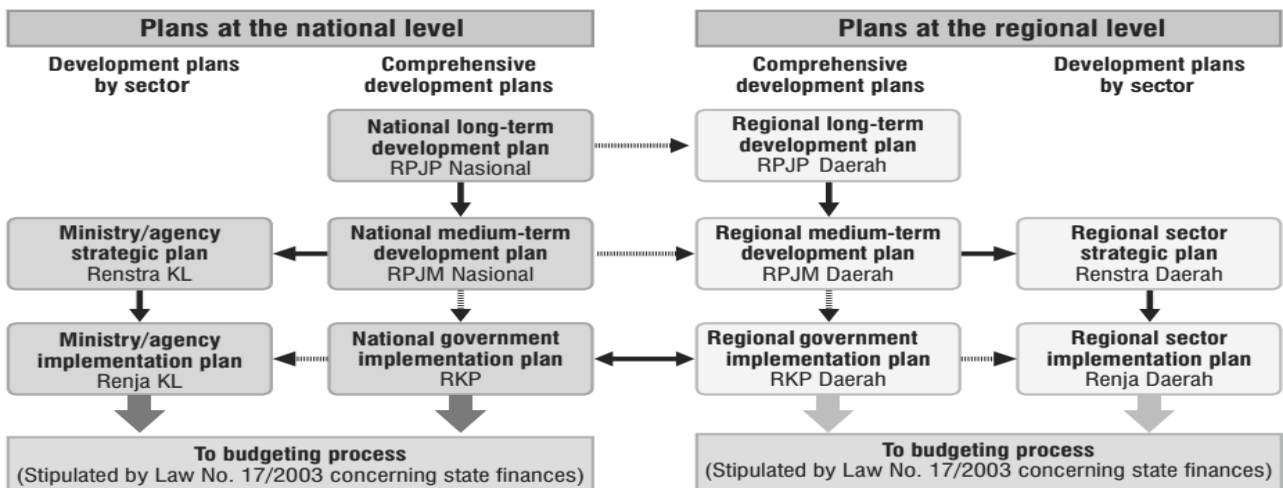 Plans at the national level
Plans at the regional level
Development plans
by sector
Comprehensive
development plans
Comprehensive
development plans
Development plans
by sector
National long-term
development plan
RPJP Nasional
Regional long-term
development plan
RPJP Daerah
Ministry/agency
strategic plan
Renstra KL
National medium-term
development plan
RPJM Nasional
Regional medium-term
development plan
RPJM Daerah
Regional sector
strategic plan
Renstra Daerah
Ministry/agency
implementation plan
Renja KL
National government
implementation plan
RKP
Regional government
implementation plan
RKP Daerah
Regional sector
implementation plan
Renja Daerah
To budgeting process
(Stipulated by Law No. 17/2003 concerning state finances)
To budgeting process
(Stipulated by Law No. 17/2003 concerning state finances)